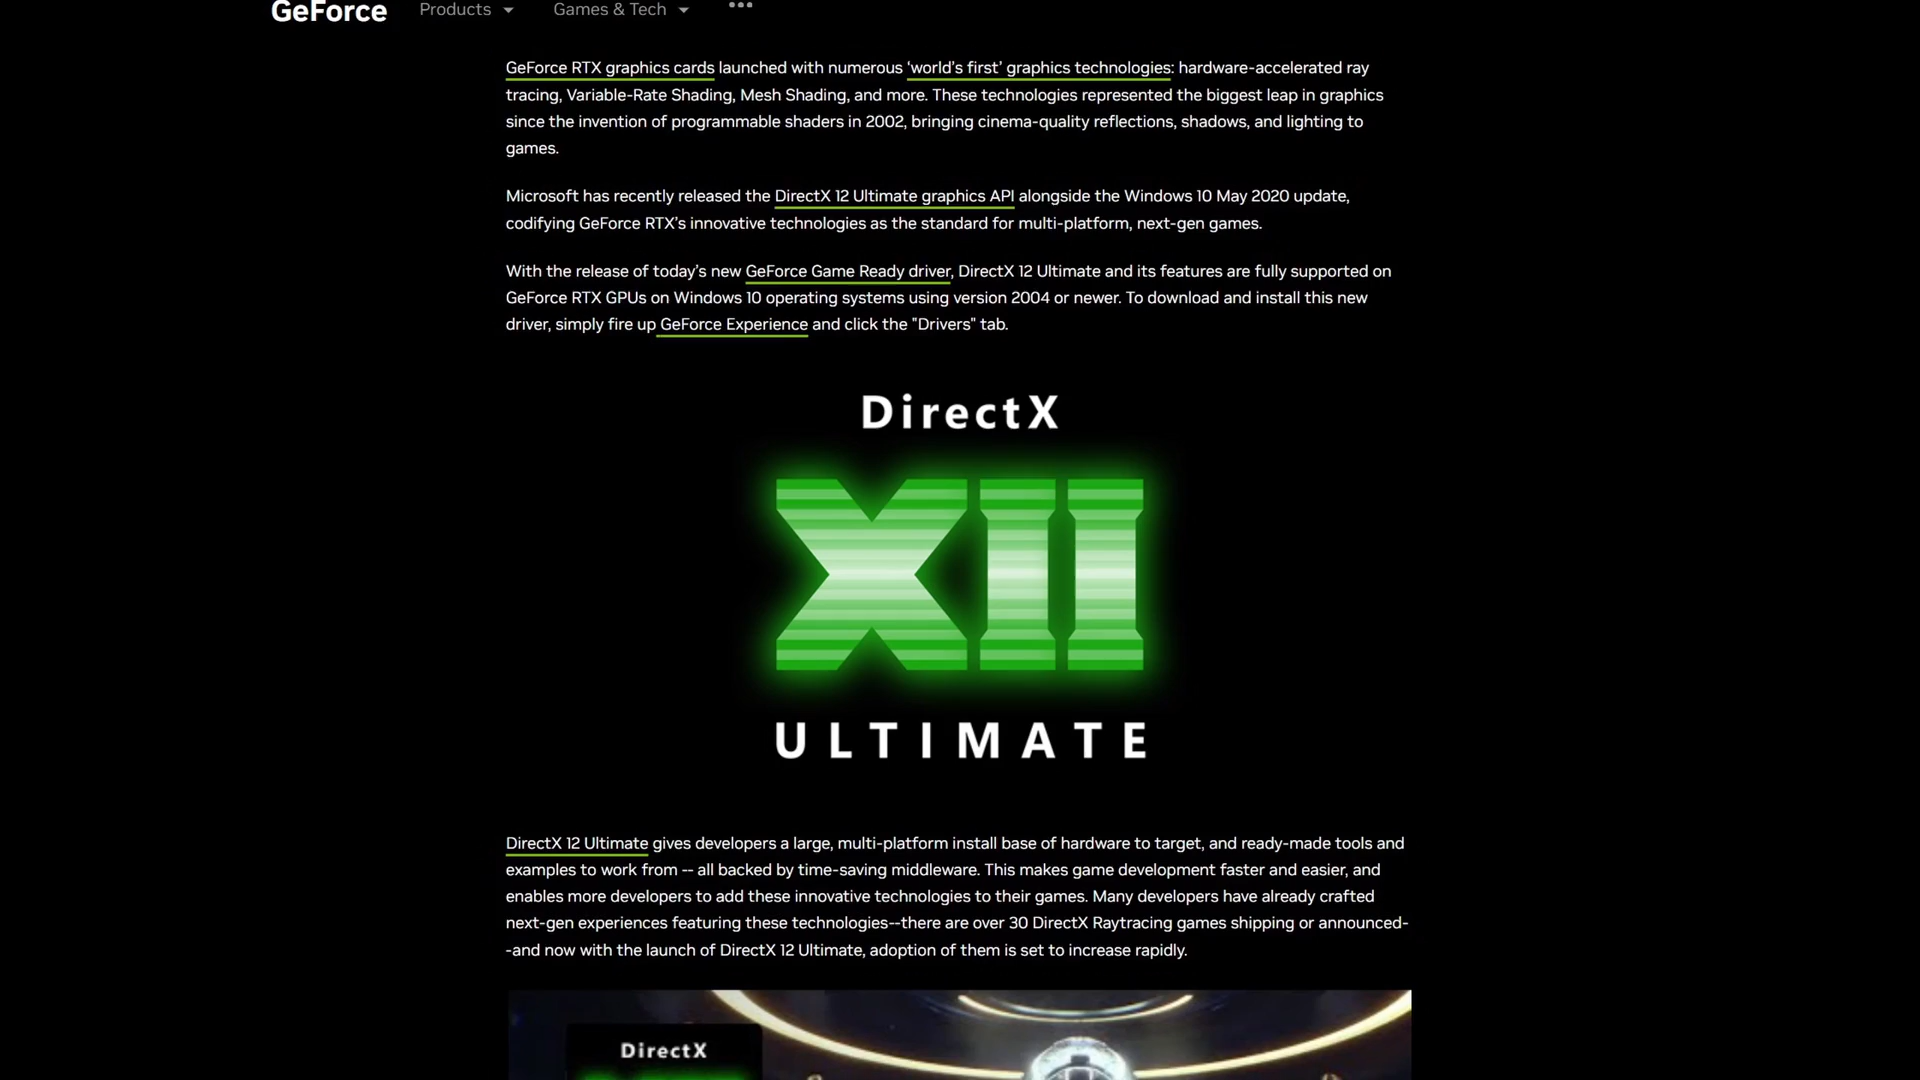 GeForce Products Games & Tech
GeForce RTX graphics cards launched with numerous ‘world’s first’ graphics technologies: hardware-accelerated ray
tracing, Variable-Rate Shading, Mesh Shading, and more. These technologies represented the biggest leap in graphics
since the invention of programmable shaders in 2002, bringing cinema-quality reflections, shadows, and lighting to
games.
Microsoft has recently released the DirectX 12 Ultimate graphics API alongside the Windows 10 May 2020 update,
codifying GeForce RTX’s innovative technologies as the standard for multi-platform, next-gen games.
With the release of today’s new GeForce Game Ready driver, DirectX 12 Ultimate and its features are fully supported on
GeForce RTX GPUs on Windows 10 operating systems using version 2004 or newer. To download and install this new
driver, simply fire up GeForce Experience and click the "Drivers" tab.
DirectX
XII
ULTIMATE
DirectX 12 Ultimate gives developers a large, multi-platform install base of hardware to target, and ready-made tools and
examples to work from -- all backed by time-saving middleware. This makes game development faster and easier, and
enables more developers to add these innovative technologies to their games. Many developers have already crafted
next-gen experiences featuring these technologies--there are over 30 DirectX Raytracing games shipping or announced-
-and now with the launch of DirectX 12 Ultimate, adoption of them is set to increase rapidly.
DirectX